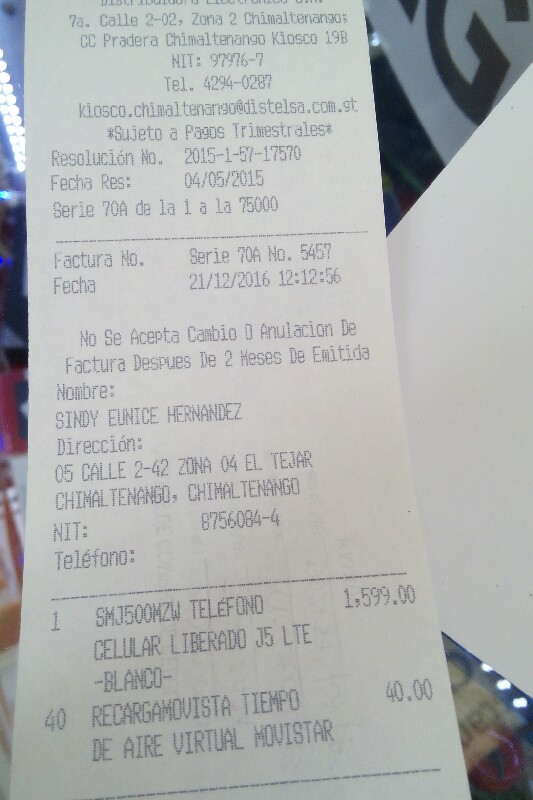 Distribuidora Electronica G.T.
7a. Calle 2-02, Zona 2 Chimaltenango;
CC Pradera Chimaltenango Kiosco 19B
NIT: 97976-7
Tel. 4294-0287
kiosco.chimaltenango@distelsa.com.gt
*Sujeto a Pagos Trimestrales*
Resolución No. 2015-1-57-17570
Fecha Res: 04/05/2015
Serie 70A de la 1 a la 75000
Factura No. Serie 70A No. 5457
Fecha 21/12/2016 12:12:56
No Se Acepta Cambio O Anulacion De
Factura Despues De 2 Meses De Emitida
Nombre:
SINDY EUNICE HERNANDEZ
Dirección:
05 CALLE 2-42 ZONA 04 EL TEJAR
CHIMALTENANGO, CHIMALTENANGO
NIT: 8756084-4
Teléfono:
1 SMJ500MZW TELéFONO 1,599.00
CELULAR LIBERADO J5 LTE
-BLANCO-
40 RECARGAMOVISTA TIEMPO 40.00
DE AIRE VIRTUAL MOVISTAR